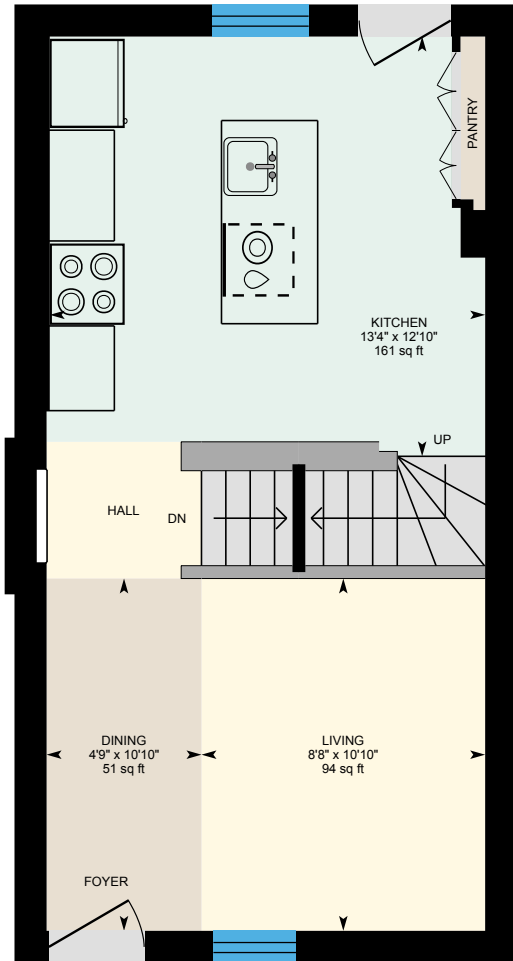 PANTRY
KITCHEN
13'4" x 12'10"
161 sq ft
UP
HALL
DN
DINING
4'9" x 10'10"
51 sq ft
LIVING
8'8" x 10'10"
94 sq ft
FOYER